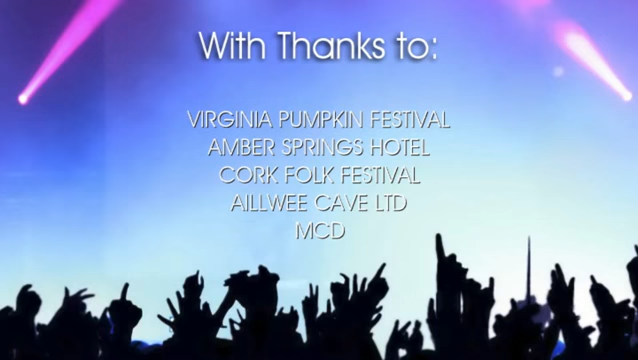 With Thanks to:
VIRGINIA PUMPKIN FESTIVAL
AMBER SPRINGS HOTEL
CORK FOLK FESTIVAL
AILLWEE CAVE LTD
MCD